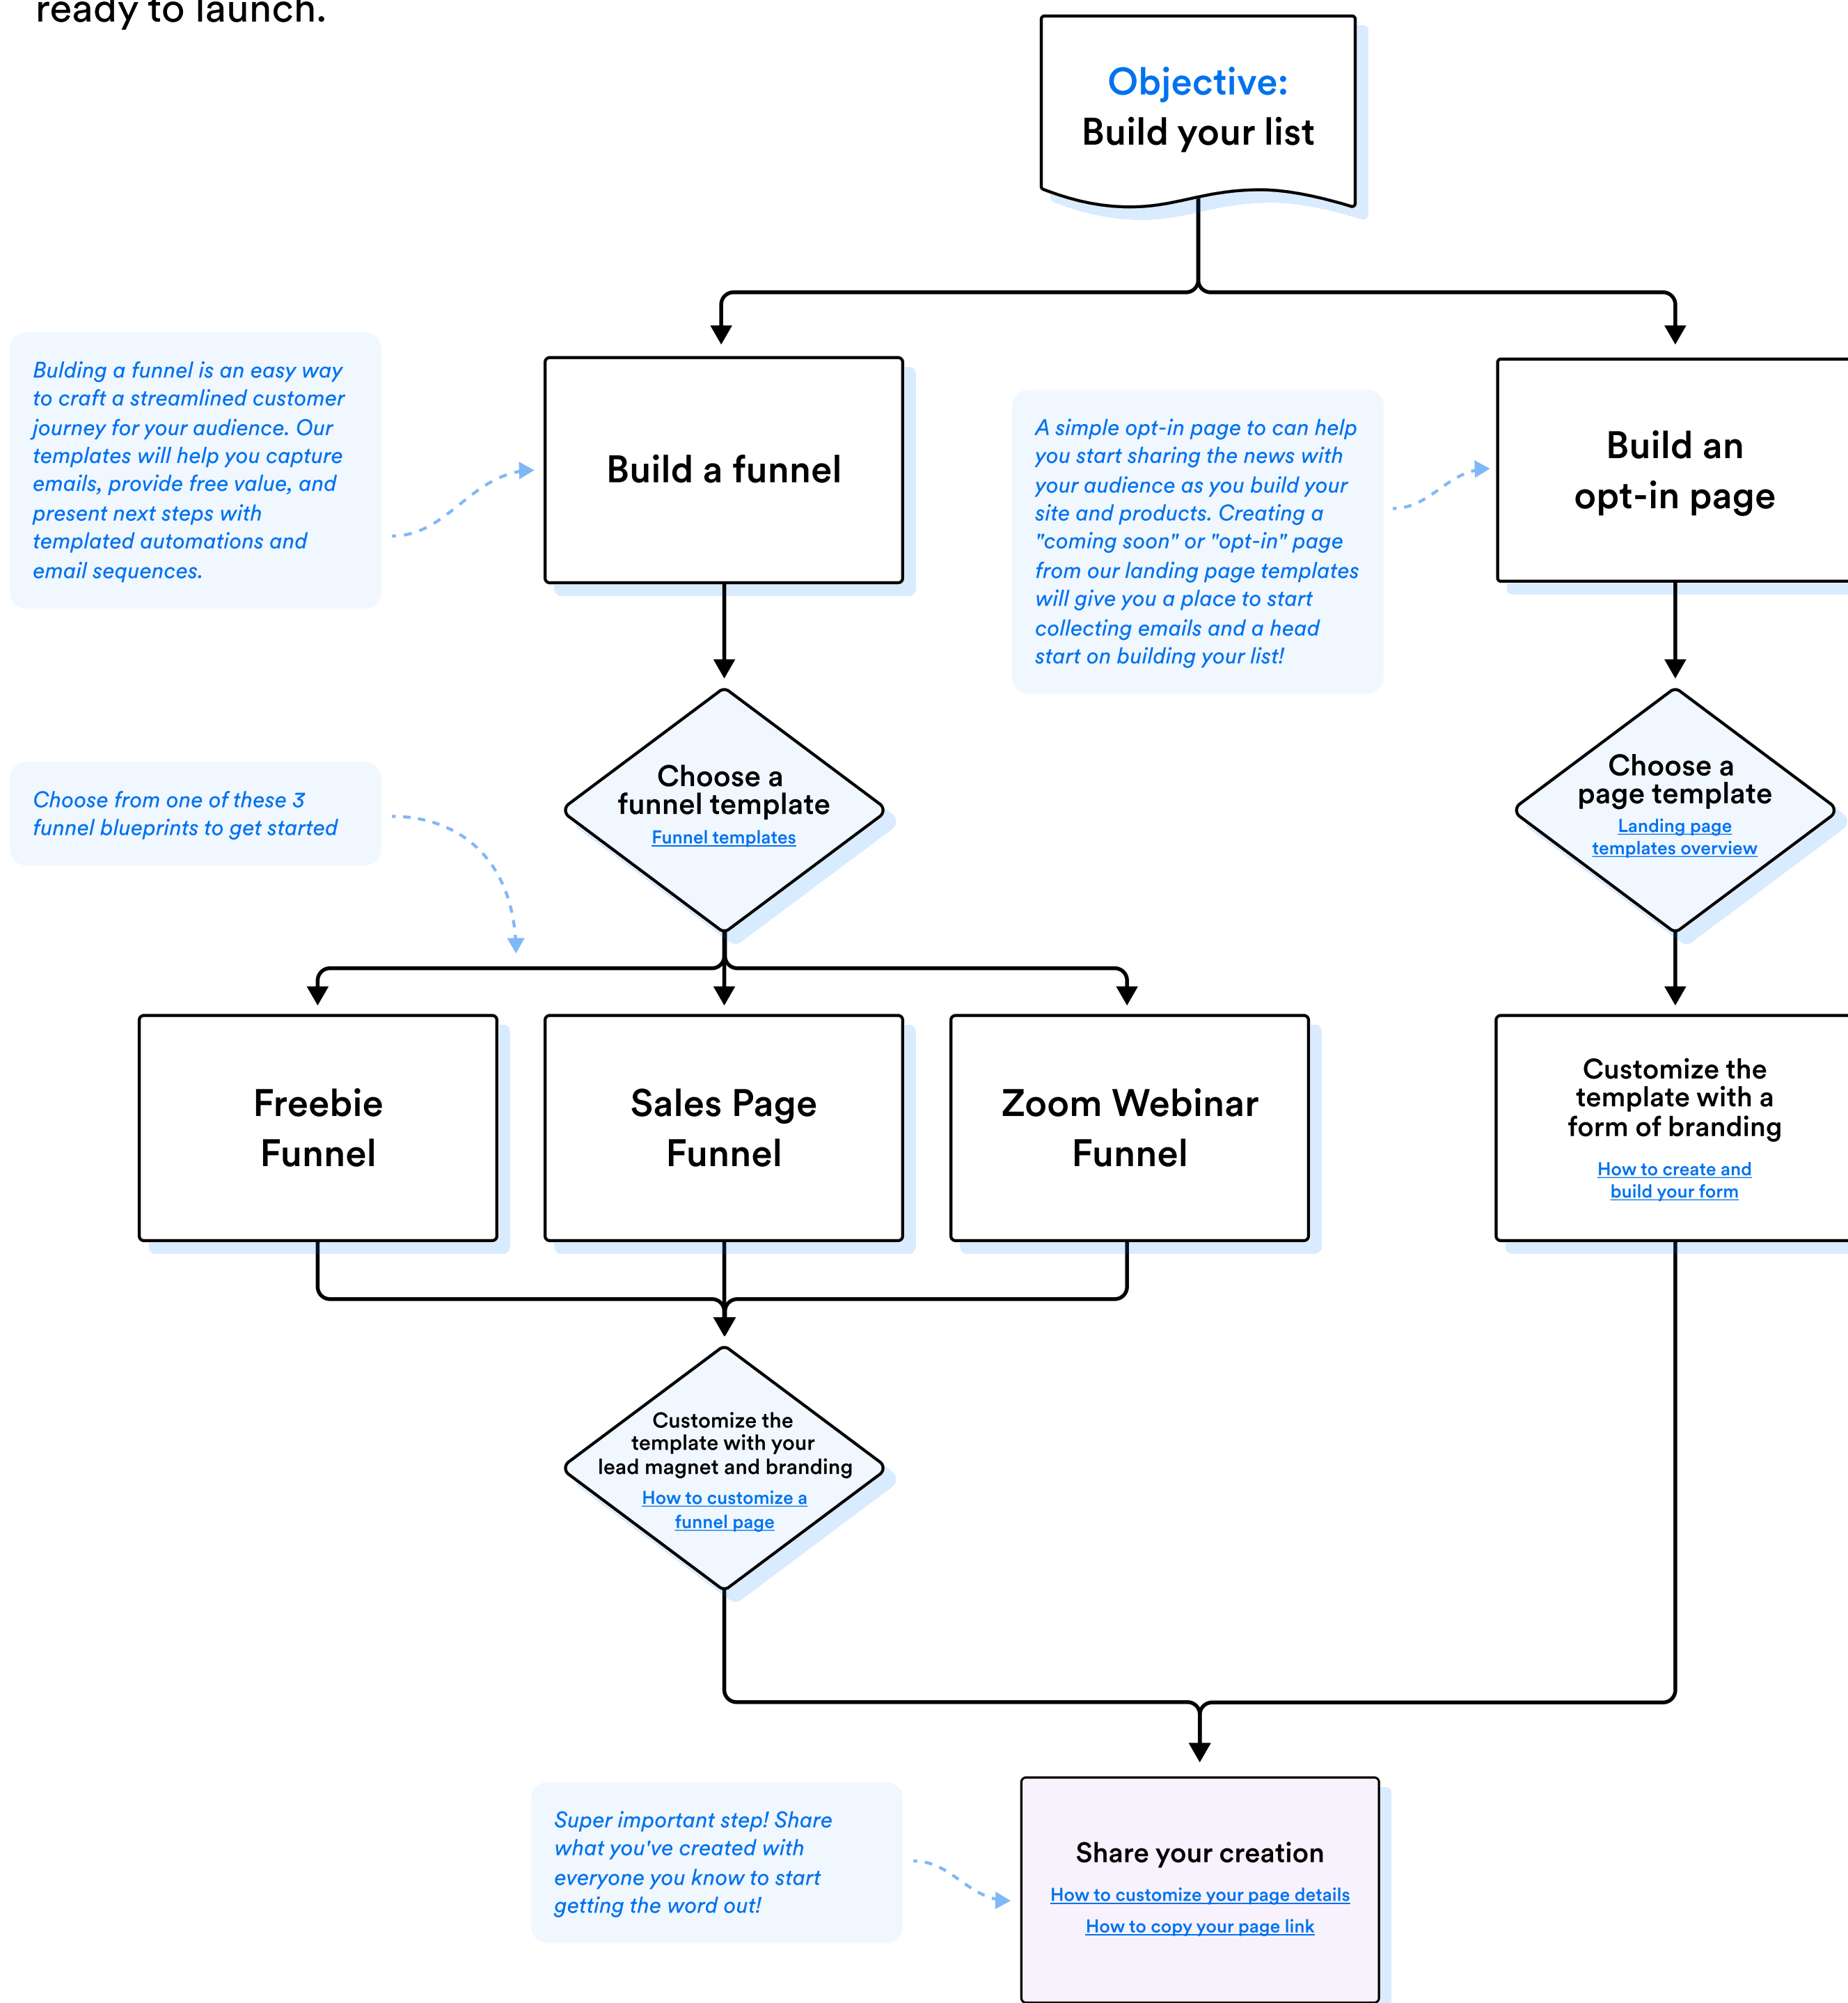 ready to launch.
Objective:
Build your list
Bulding a funnel is an easy way
to craft a streamlined customer
journey for your audience. Our
templates will help you capture
emails, provide free value, and
present next steps with
templated automations and
email sequences.
Build a funnel
A simple opt-in page to can help
you start sharing the news with
your audience as you build your
site and products. Creating a
"coming soon" or "opt-in" page
from our landing page templates
will give you a place to start
collecting emails and a head
start on building your list!
Build an
opt-in page
Choose from one of these 3
funnel blueprints to get started
Choose a
funnel template
Funnel templates
Choose a
page template
Landing page
templates overview
Freebie
Funnel
Sales Page
Funnel
Zoom Webinar
Funnel
Customize the
template with a
form of branding
How to create and
build your form
Customize the
template with your
lead magnet and branding
How to customize a
funnel page
Super important step! Share
what you've created with
everyone you know to start
getting the word out!
Share your creation
How to customize your page details
How to copy your page link